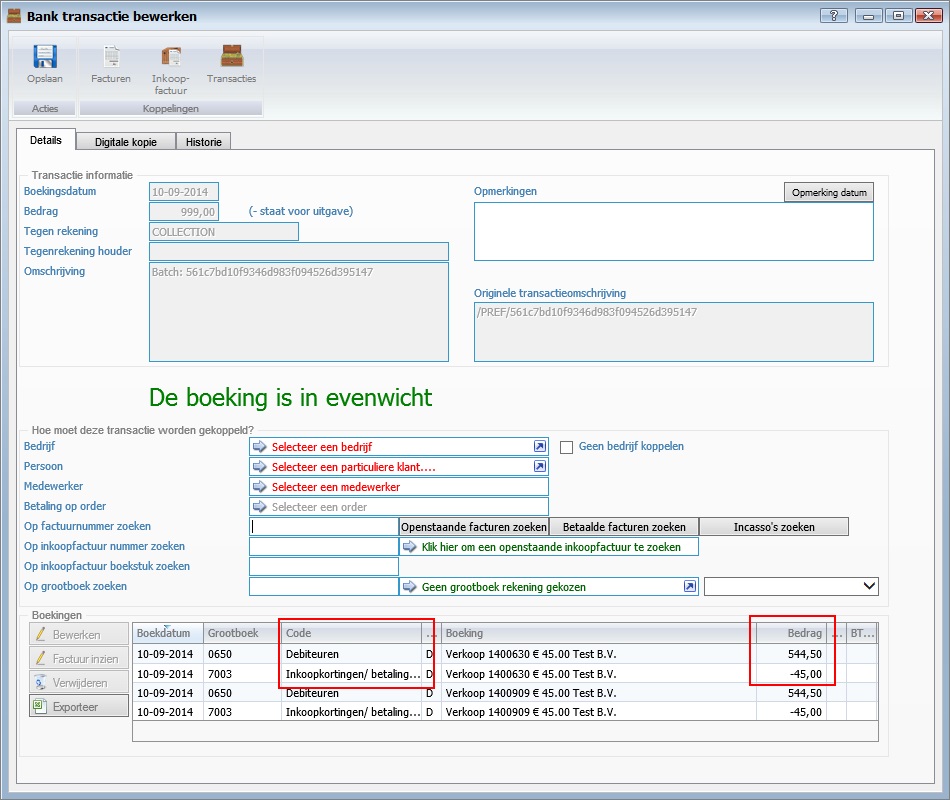 Bank transactie bewerken
?
Opslaan
Facturen
Inkoop-
factuur
Transacties
Acties
Koppelingen
Details
Digitale kopie
Historie
Transactie informatie
Boekingsdatum
10-09-2014
Bedrag
999,00
(- staat voor uitgave)
Tegen rekening
COLLECTION
Tegenrekening houder
Omschrijving
Batch: 561c7bd10f9346d983f094526d395147
Opmerkingen
Opmerking datum
Originele transactieomschrijving
/PREF/561c7bd10f9346d983f094526d395147
De boeking is in evenwicht
Hoe moet deze transactie worden gekoppeld?
Bedrijf
Selecteer een bedrijf
Geen bedrijf koppelen
Persoon
Selecteer een particuliere klant....
Medewerker
Selecteer een medewerker
Betaling op order
Selecteer een order
Op factuurnummer zoeken
Openstaande facturen zoeken
Betaalde facturen zoeken
Incasso's zoeken
Op inkoopfactuur nummer zoeken
Klik hier om een openstaande inkoopfactuur te zoeken
Op inkoopfactuur boekstuk zoeken
Op grootboek zoeken
Geen grootboek rekening gekozen
Boekingen
Bewerken
Factuur inzien
Verwijderen
Exporteer
Boekdatum Grootboek Code ... Boeking Bedrag ... BT...
10-09-2014 0650 Debiteuren D Verkoop 1400630 € 45.00 Test B.V. 544,50
10-09-2014 7003 Inkoopkortingen/ betaling... D Verkoop 1400630 € 45.00 Test B.V. -45,00
10-09-2014 0650 Debiteuren D Verkoop 1400909 € 45.00 Test B.V. 544,50
10-09-2014 7003 Inkoopkortingen/ betaling... D Verkoop 1400909 € 45.00 Test B.V. -45,00